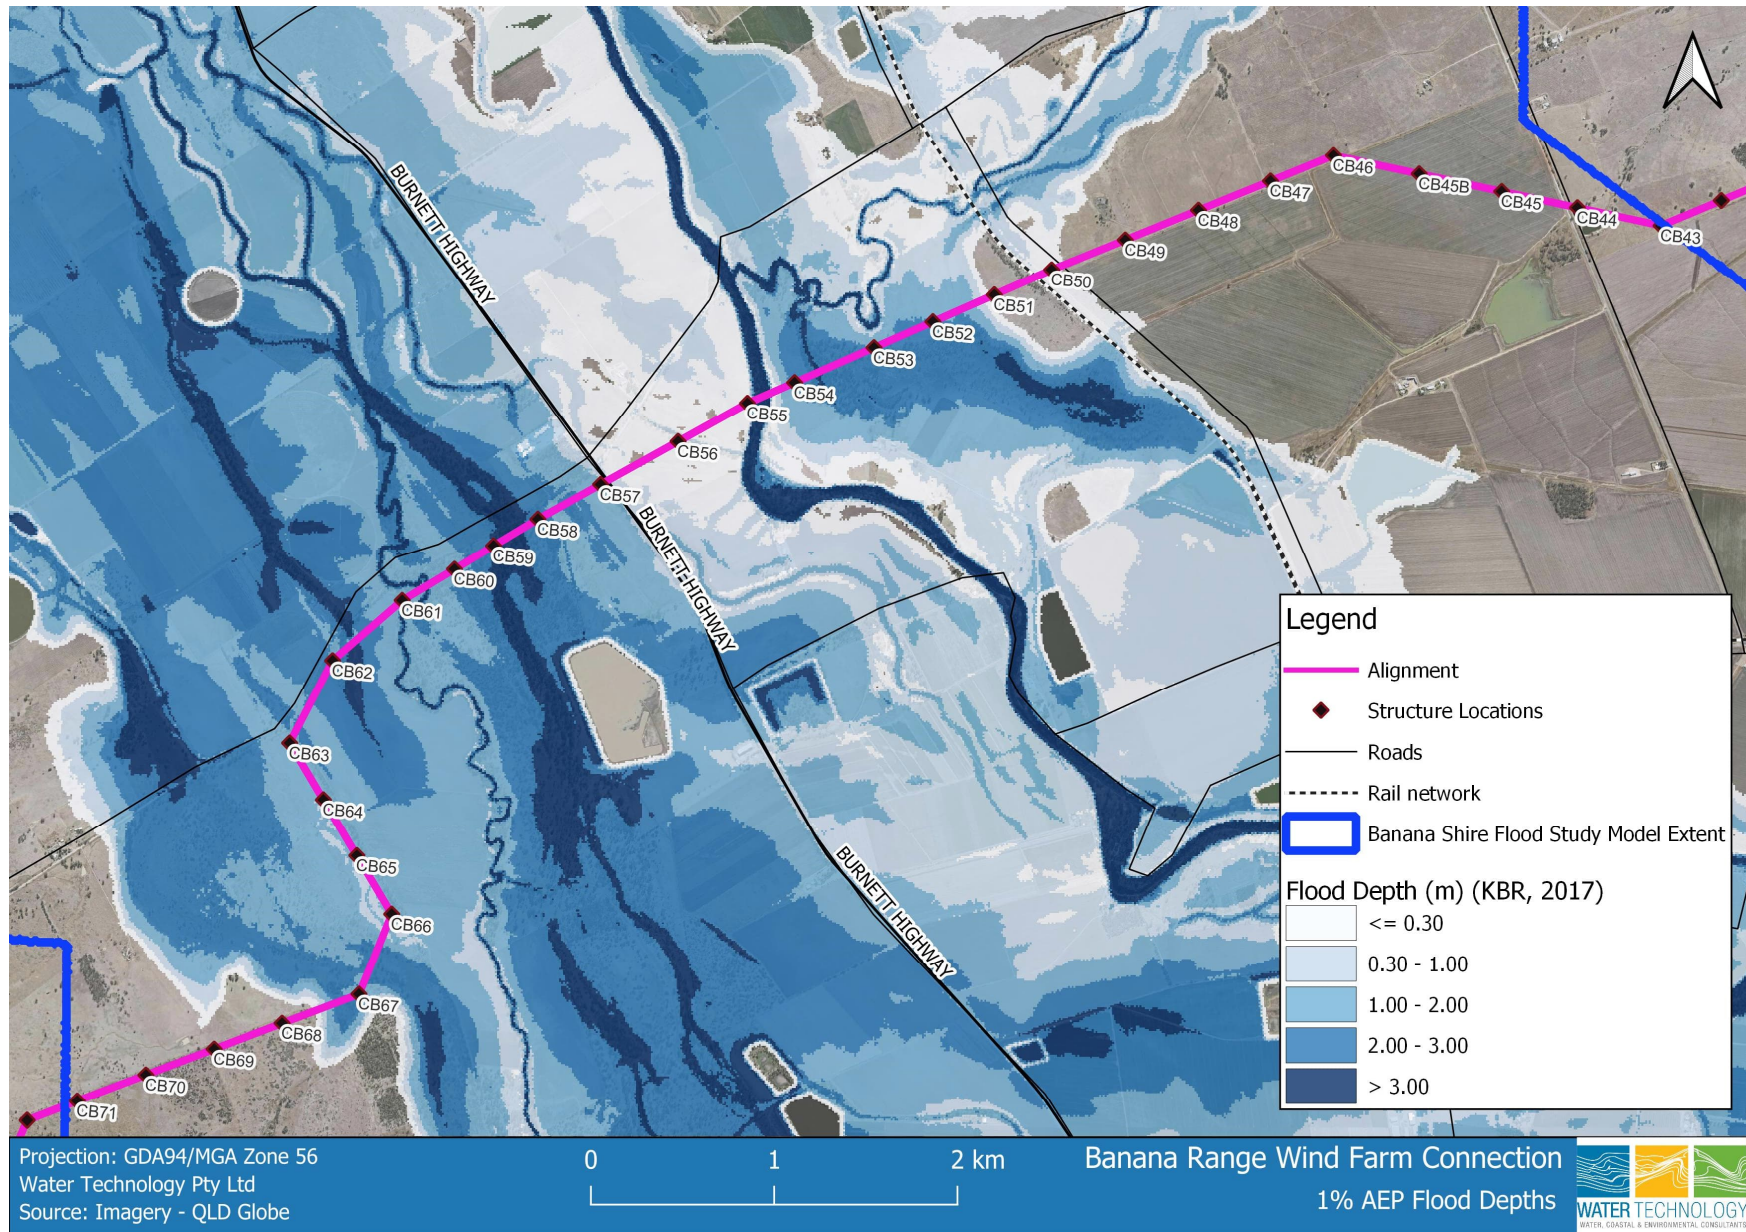 BURNETT HIGHWAY
CB46
CB45B
CB47
CB45
CB48
CB44
CB43
CB49
CB50
CB51
CB52
CB53
CB54
CB55
CB56
CB57
BURNETT HIGHWAY
CB58
CB59
CB60
CB61
CB62
CB63
CB64
CB65
CB66
CB67
CB68
CB69
CB70
CB71
BURNETT HIGHWAY
Legend
Alignment
Structure Locations
Roads
Rail network
Banana Shire Flood Study Model Extent
Flood Depth (m) (KBR, 2017)
<= 0.30
0.30 - 1.00
1.00 - 2.00
2.00 - 3.00
> 3.00
Projection: GDA94/MGA Zone 56
Water Technology Pty Ltd
Source: Imagery - QLD Globe
0 1 2 km
Banana Range Wind Farm Connection
1% AEP Flood Depths
WATER TECHNOLOGY
WATER, COASTAL & ENVIRONMENTAL CONSULTANTS